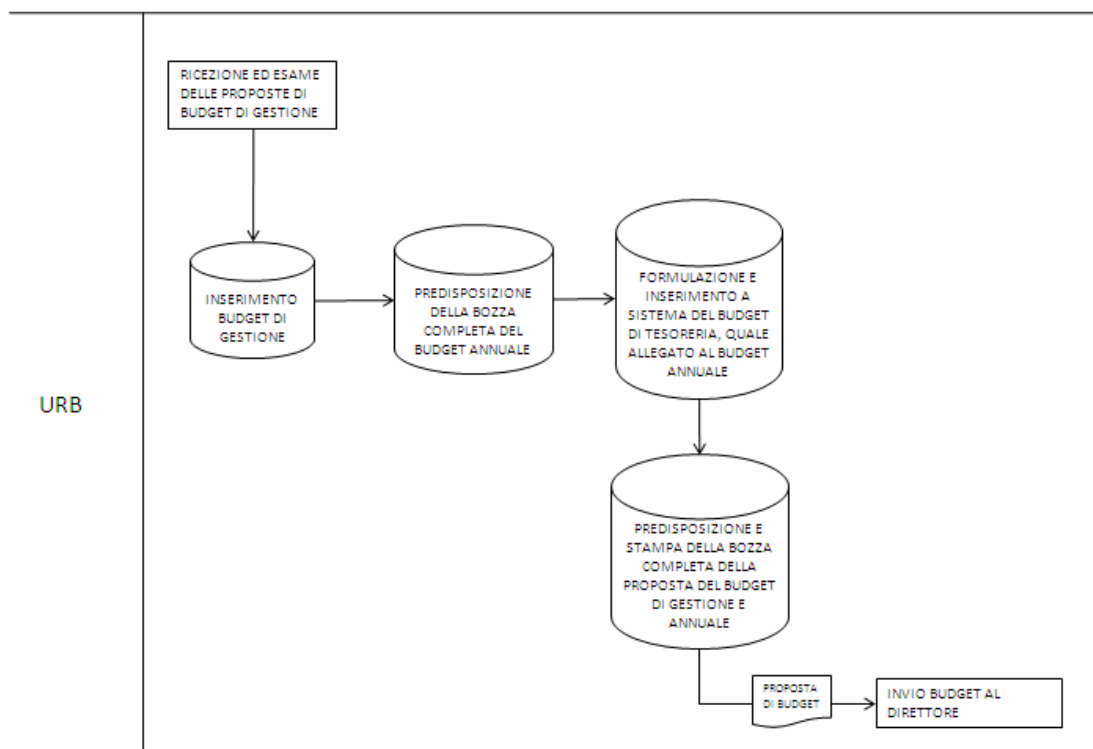 RICEZIONE ED ESAME
DELLE PROPOSTE DI
BUDGET DI GESTIONE
INSERIMENTO
BUDGET DI
GESTIONE
PREDISPOSIZIONE
DELLA BOZZA
COMPLETA DEL
BUDGET ANNUALE
FORMULAZIONE E
INSERIMENTO A
SISTEMA DEL BUDGET
DI TESORERIA, QUALE
ALLEGATO AL BUDGET
ANNUALE
URB
PREDISPOSIZIONE E
STAMPA DELLA BOZZA
COMPLETA DELLA
PROPOSTA DEL BUDGET
DI GESTIONE E
ANNUALE
PROPOSTA
DI BUDGET
INVIO BUDGET AL
DIRETTORE